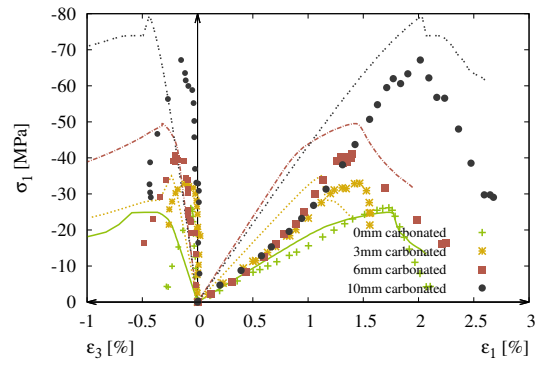 -80
-70
-60
-50
-40
-30
-20
-10
0
σ1 [MPa]
0mm carbonated
3mm carbonated
6mm carbonated
10mm carbonated
-1 -0.5 0 0.5 1 1.5 2 2.5 3
ε3 [%] ε1 [%]